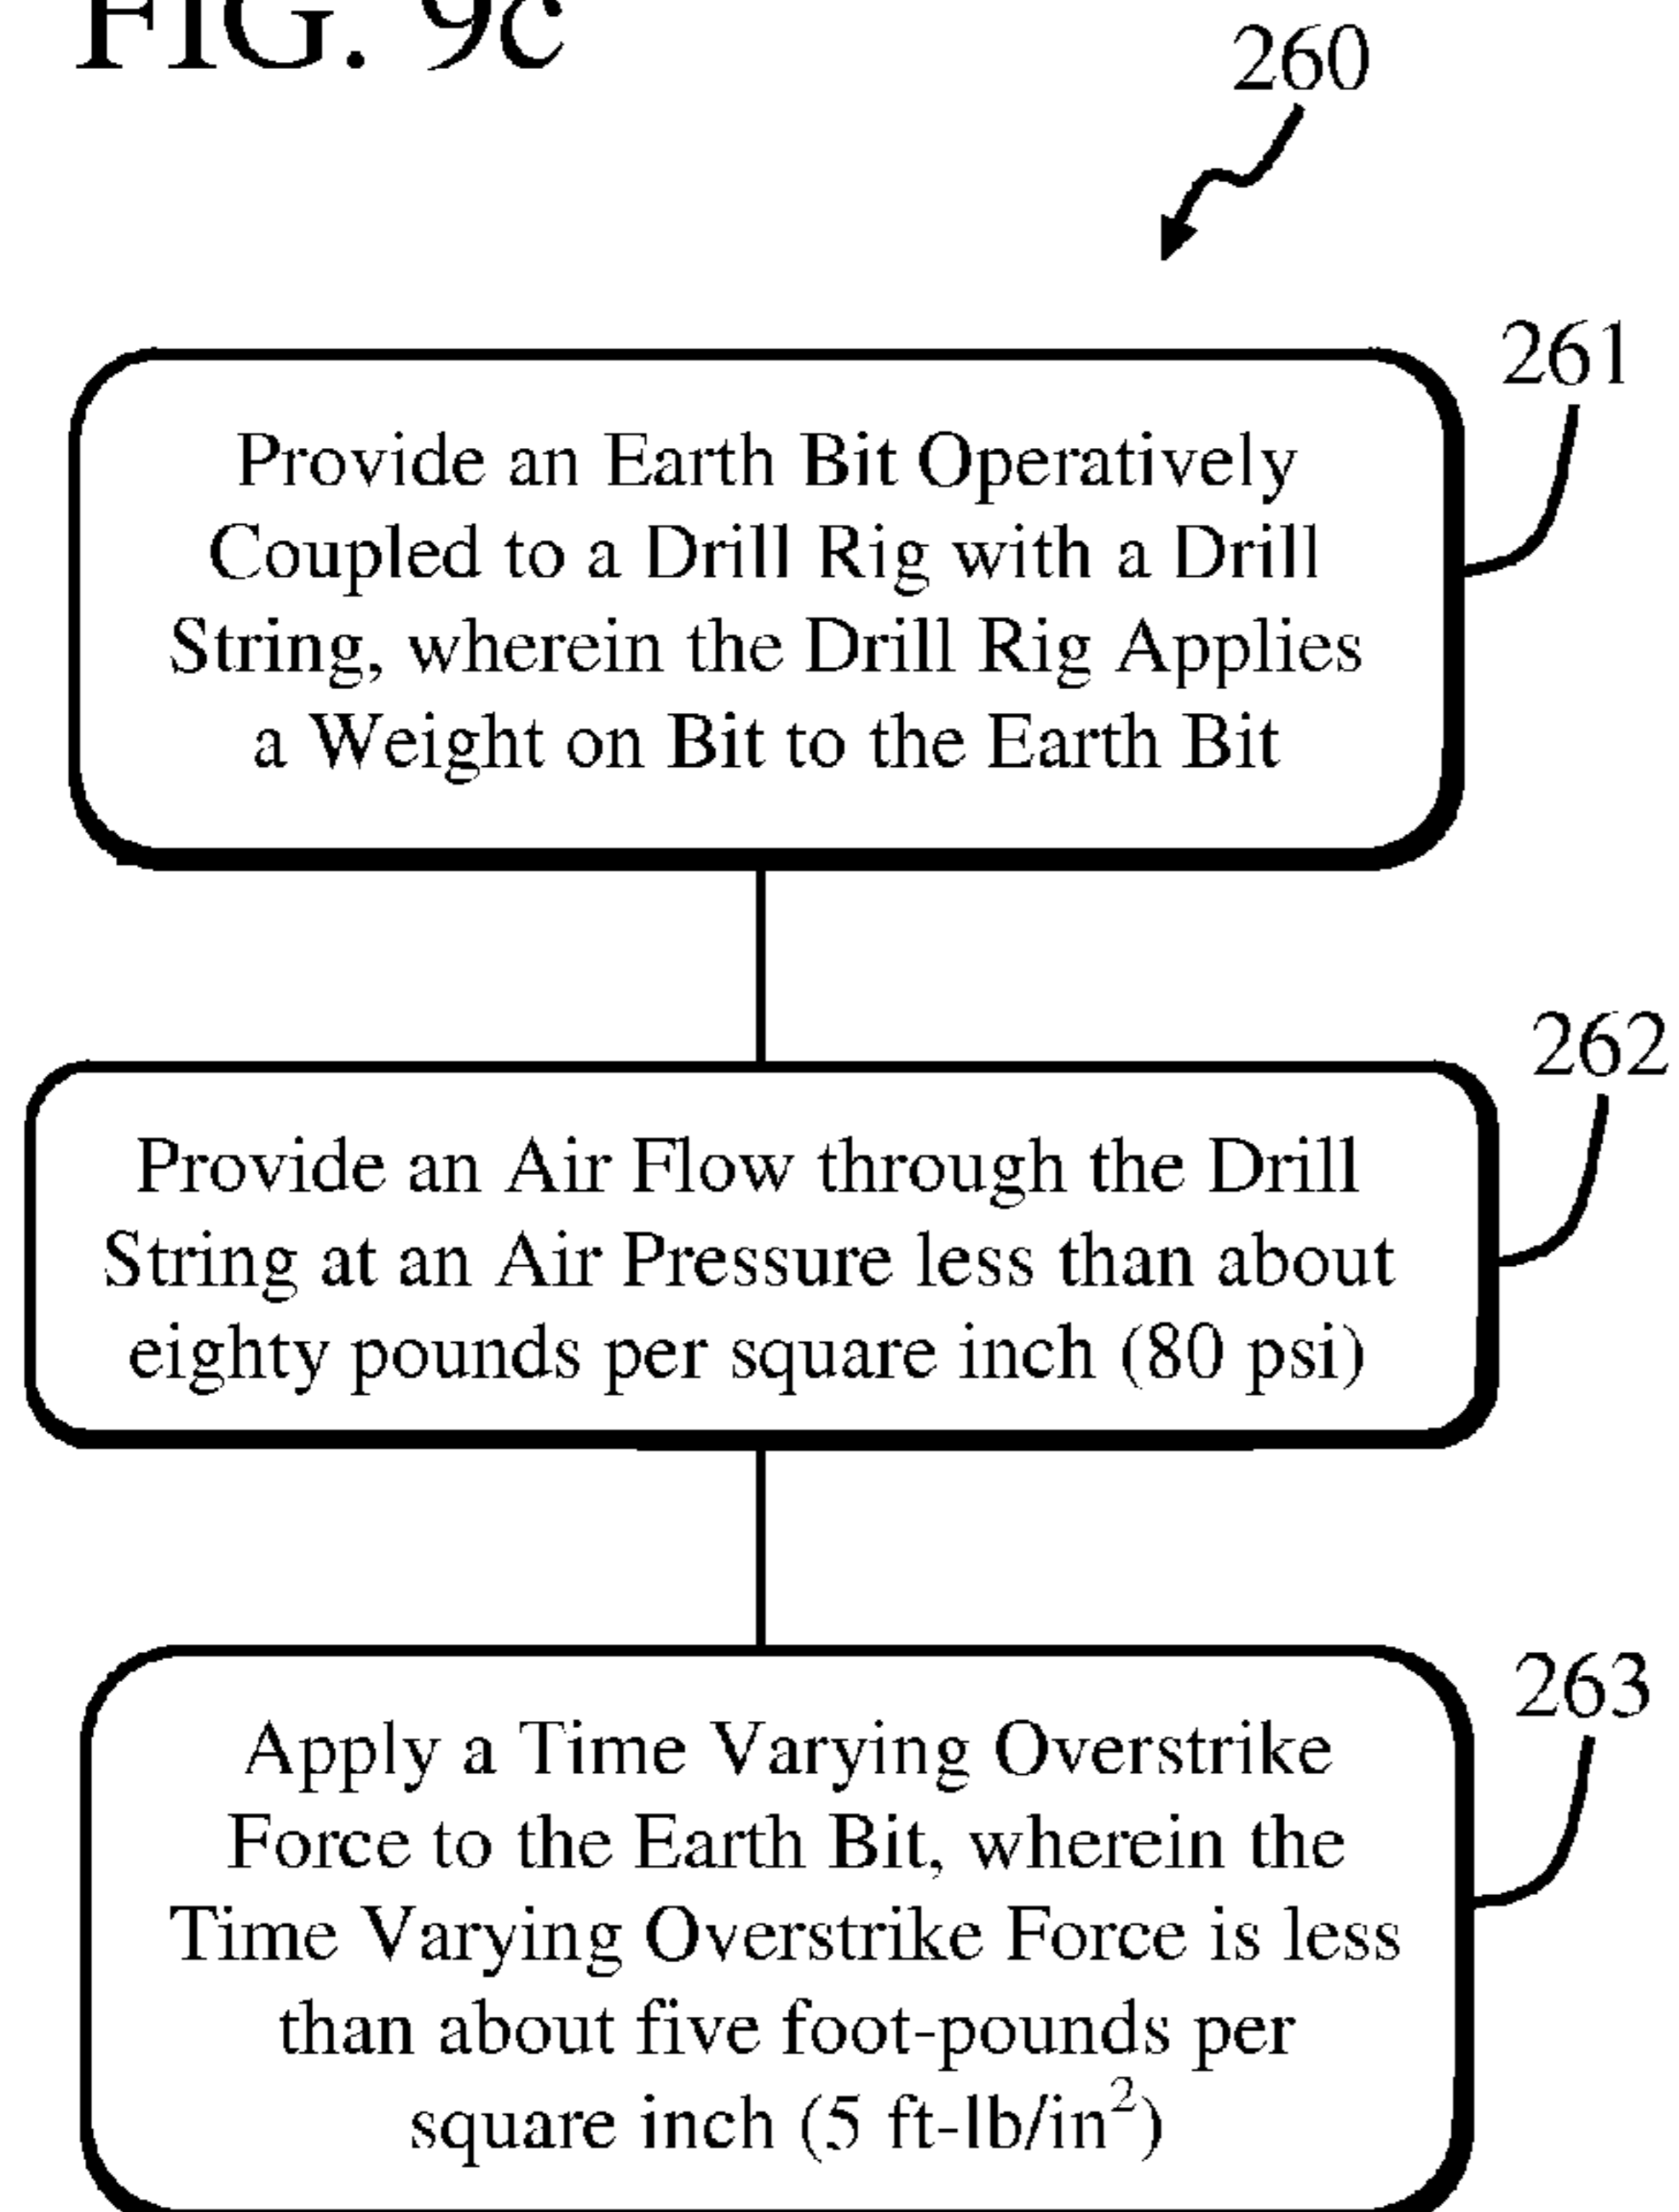 FIG. 9c
260
261
Provide an Earth Bit Operatively
Coupled to a Drill Rig with a Drill
String, wherein the Drill Rig Applies
a Weight on Bit to the Earth Bit
262
Provide an Air Flow through the Drill
String at an Air Pressure less than about
eighty pounds per square inch (80 psi)
263
Apply a Time Varying Overstrike
Force to the Earth Bit, wherein the
Time Varying Overstrike Force is less
than about five foot-pounds per
square inch (5 ft-lb/in²)